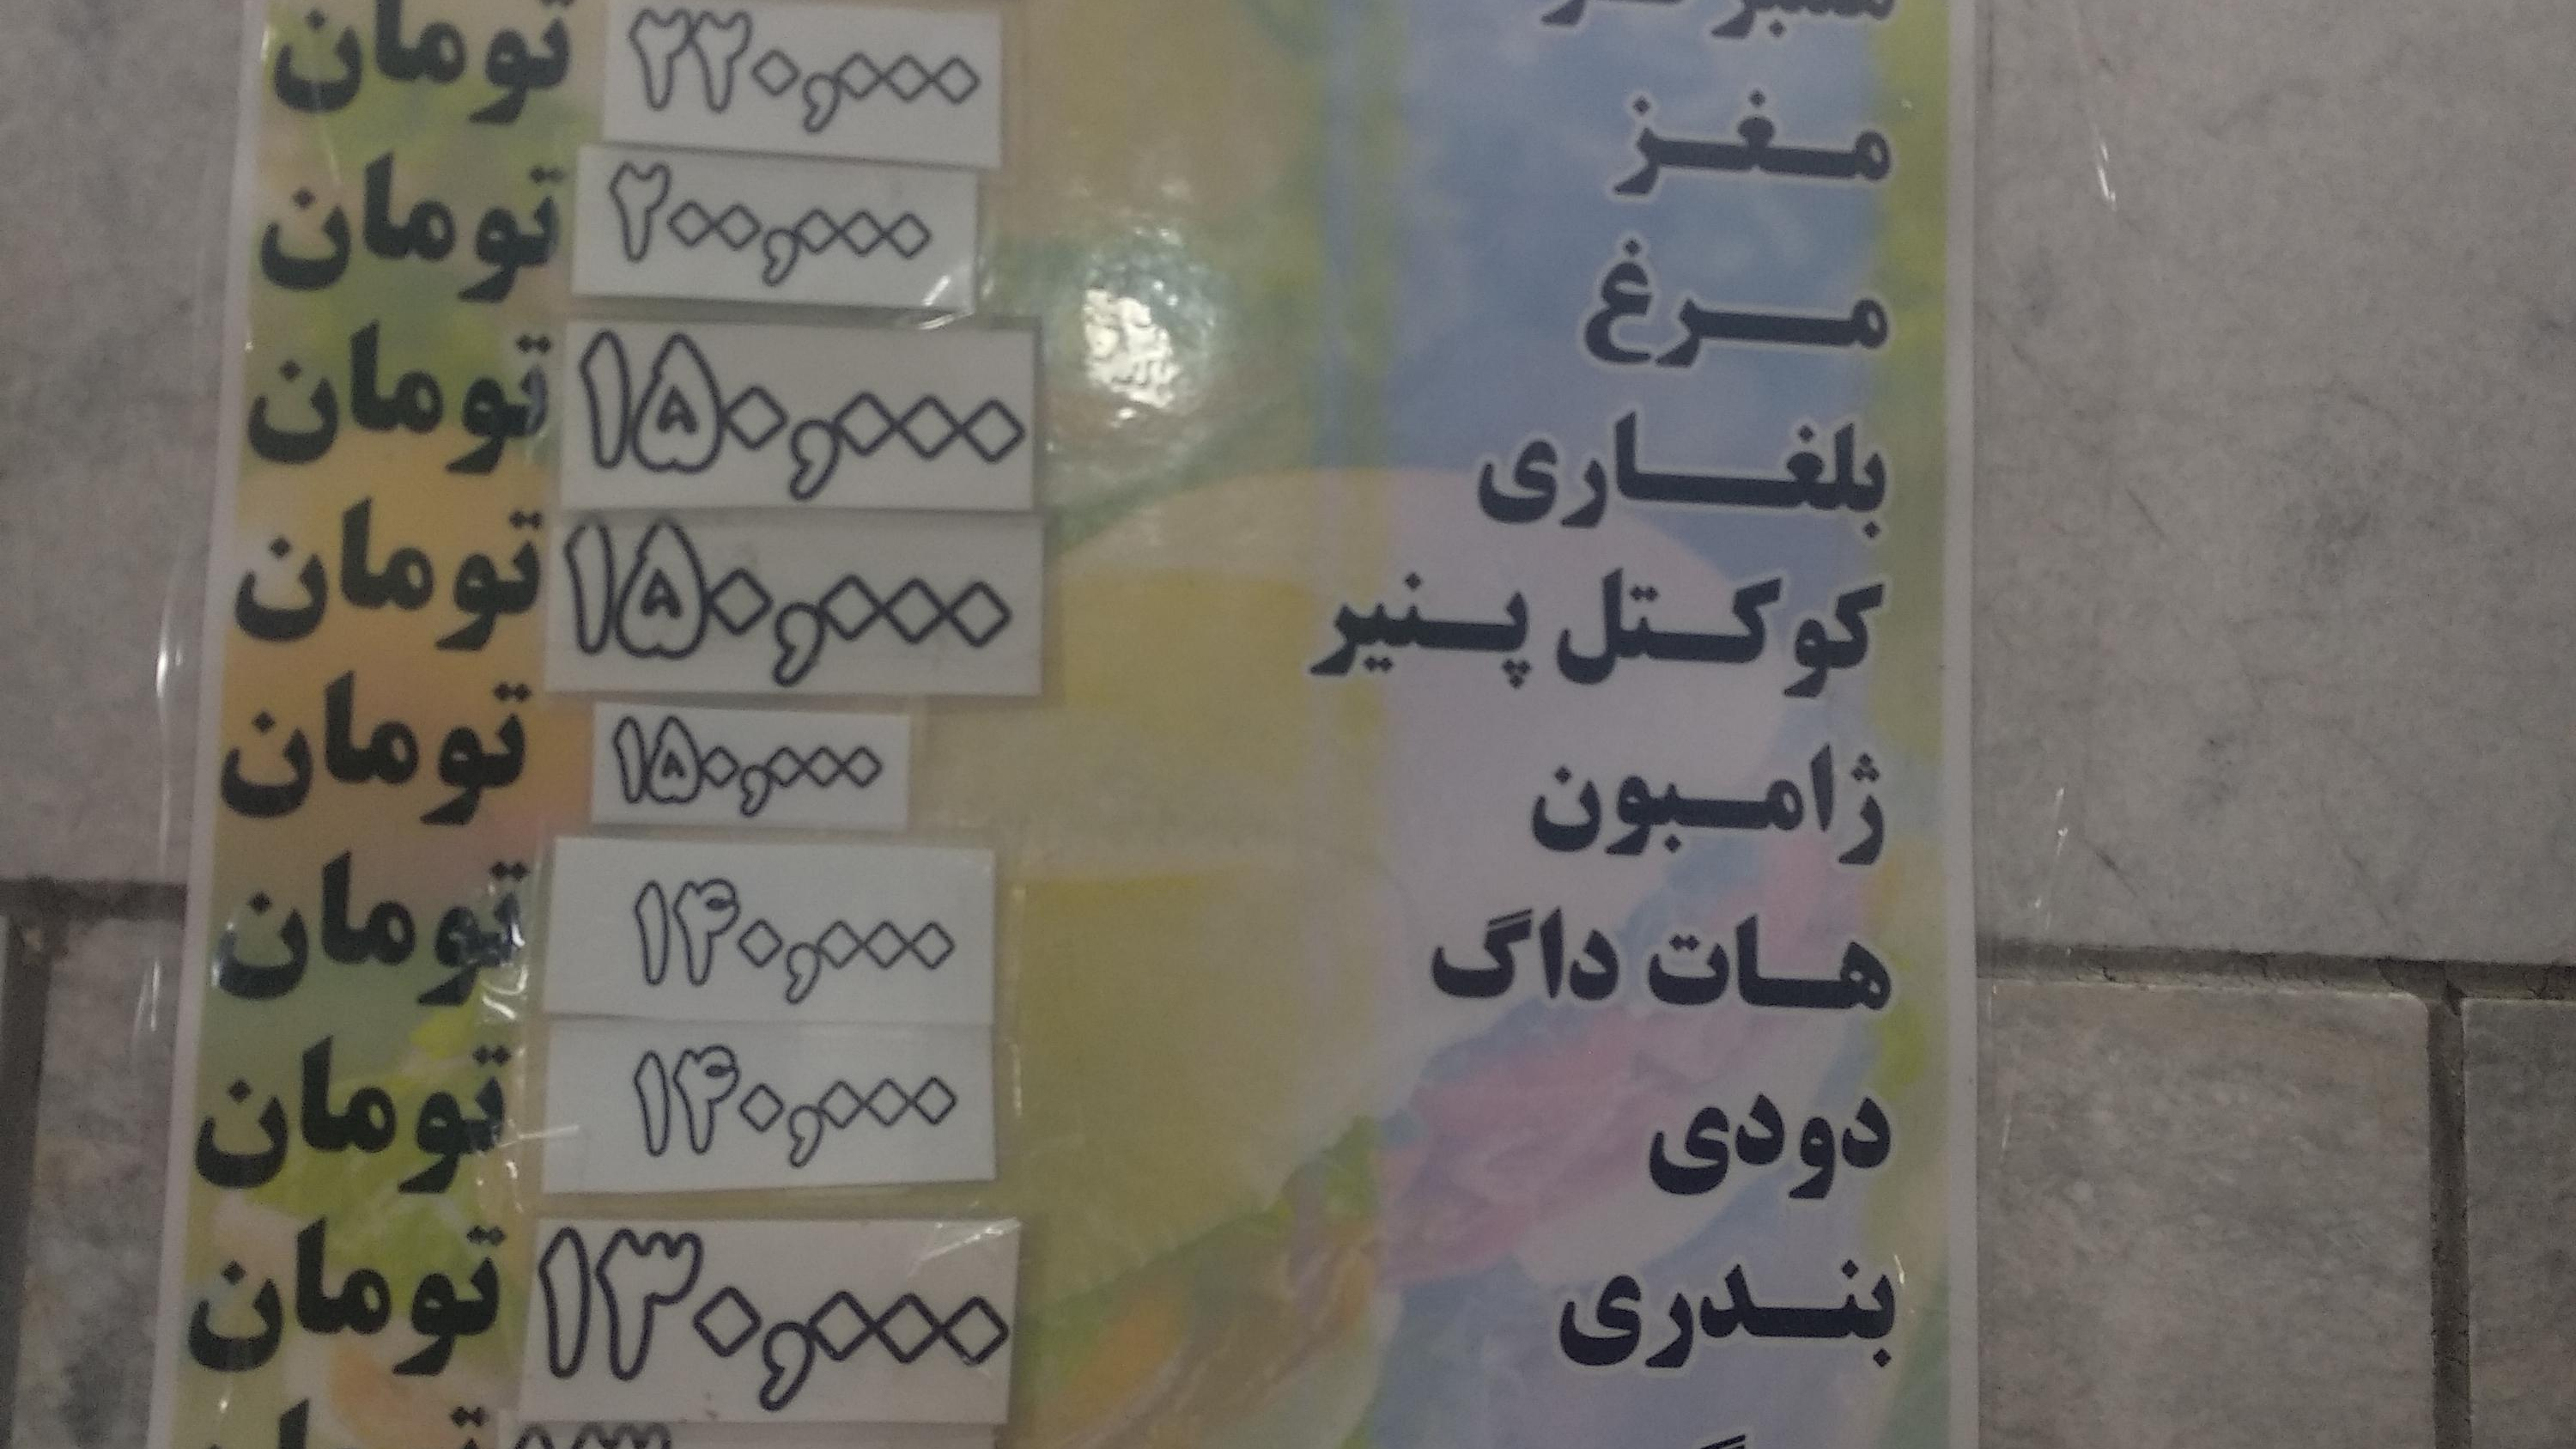 مغز ۲۲۰,۰۰۰ تومان
مرغ ۲۰۰,۰۰۰ تومان
بلغاری ۱۵۰,۰۰۰ تومان
کوکتل پنیر ۱۵۰,۰۰۰ تومان
ژامبون ۱۵۰,۰۰۰ تومان
هات داگ ۱۴۰,۰۰۰ تومان
دودی ۱۴۰,۰۰۰ تومان
بندری ۱۳۰,۰۰۰ تومان